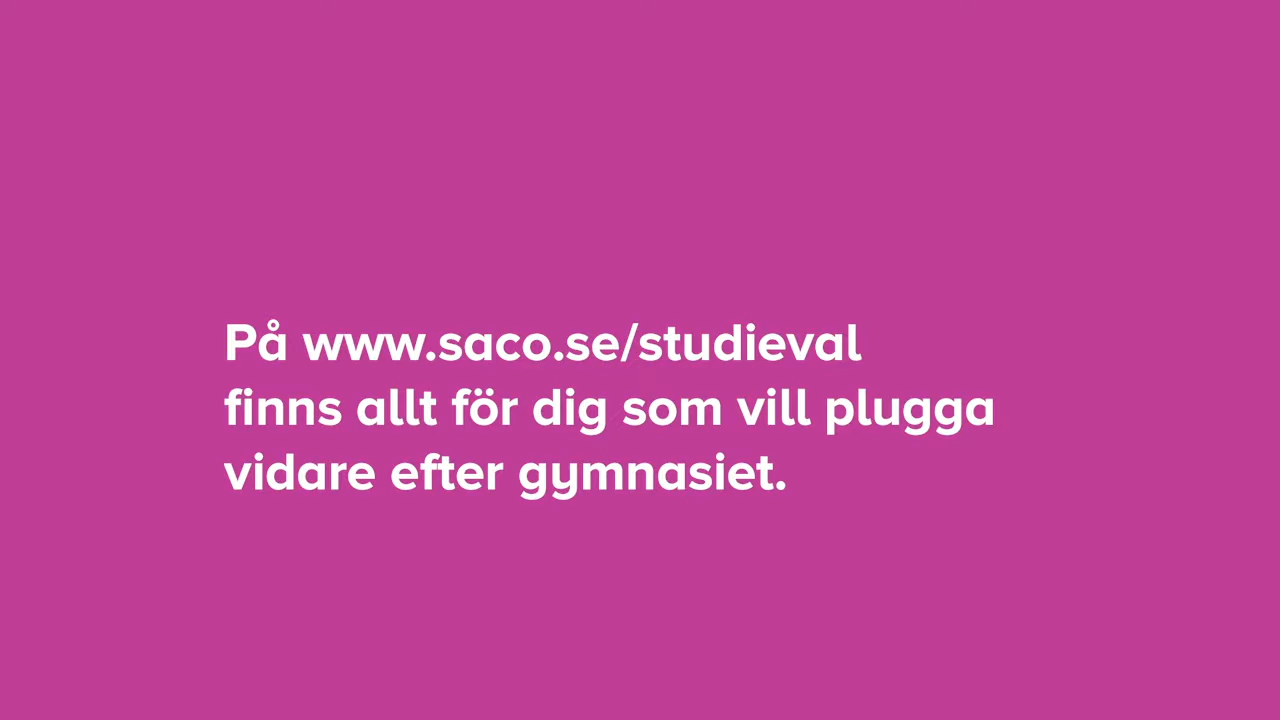 På www.saco.se/studieval
finns allt för dig som vill plugga
vidare efter gymnasiet.